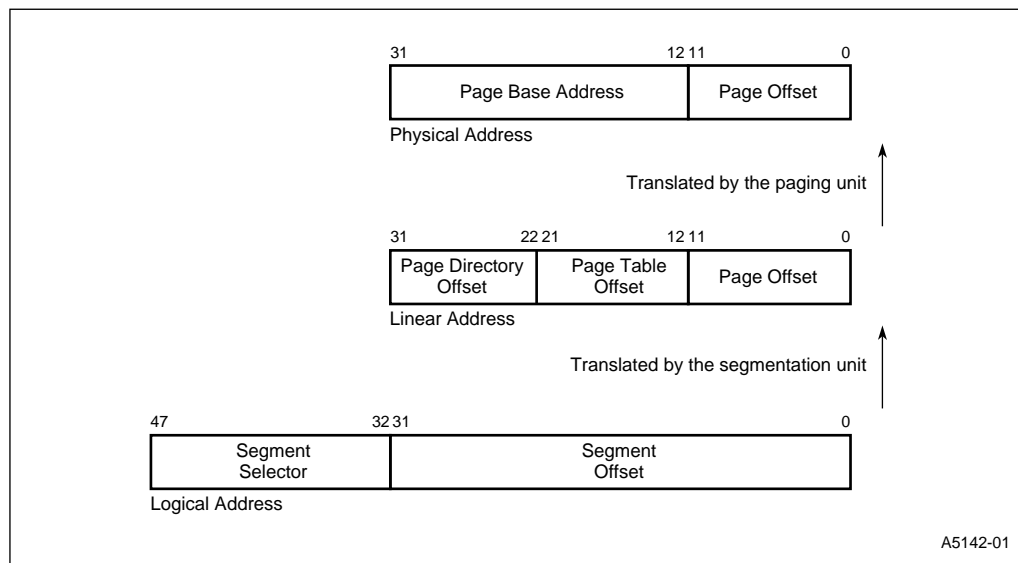 31 12 11 0
Page Base Address Page Offset
Physical Address
Translated by the paging unit
31 22 21 12 11 0
Page Directory Offset Page Table Offset Page Offset
Linear Address
Translated by the segmentation unit
47 32 31 0
Segment Selector Segment Offset
Logical Address
A5142-01